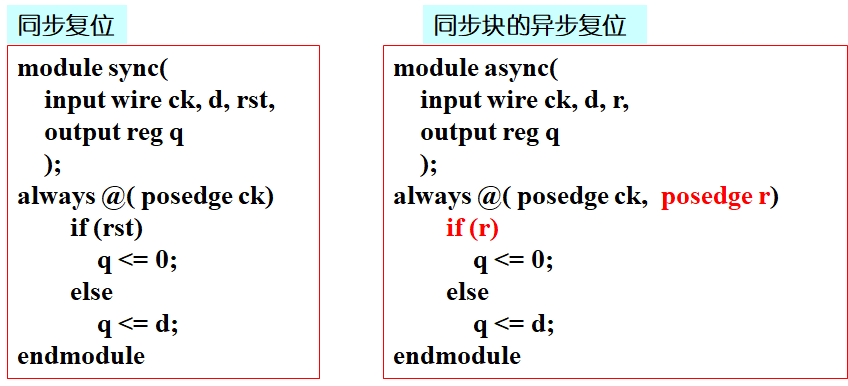 同步复位
module sync(
input wire ck, d, rst,
output reg q
);
always @( posedge ck)
if (rst)
q <= 0;
else
q <= d;
endmodule
同步块的异步复位
module async(
input wire ck, d, r,
output reg q
);
always @( posedge ck, posedge r)
if (r)
q <= 0;
else
q <= d;
endmodule